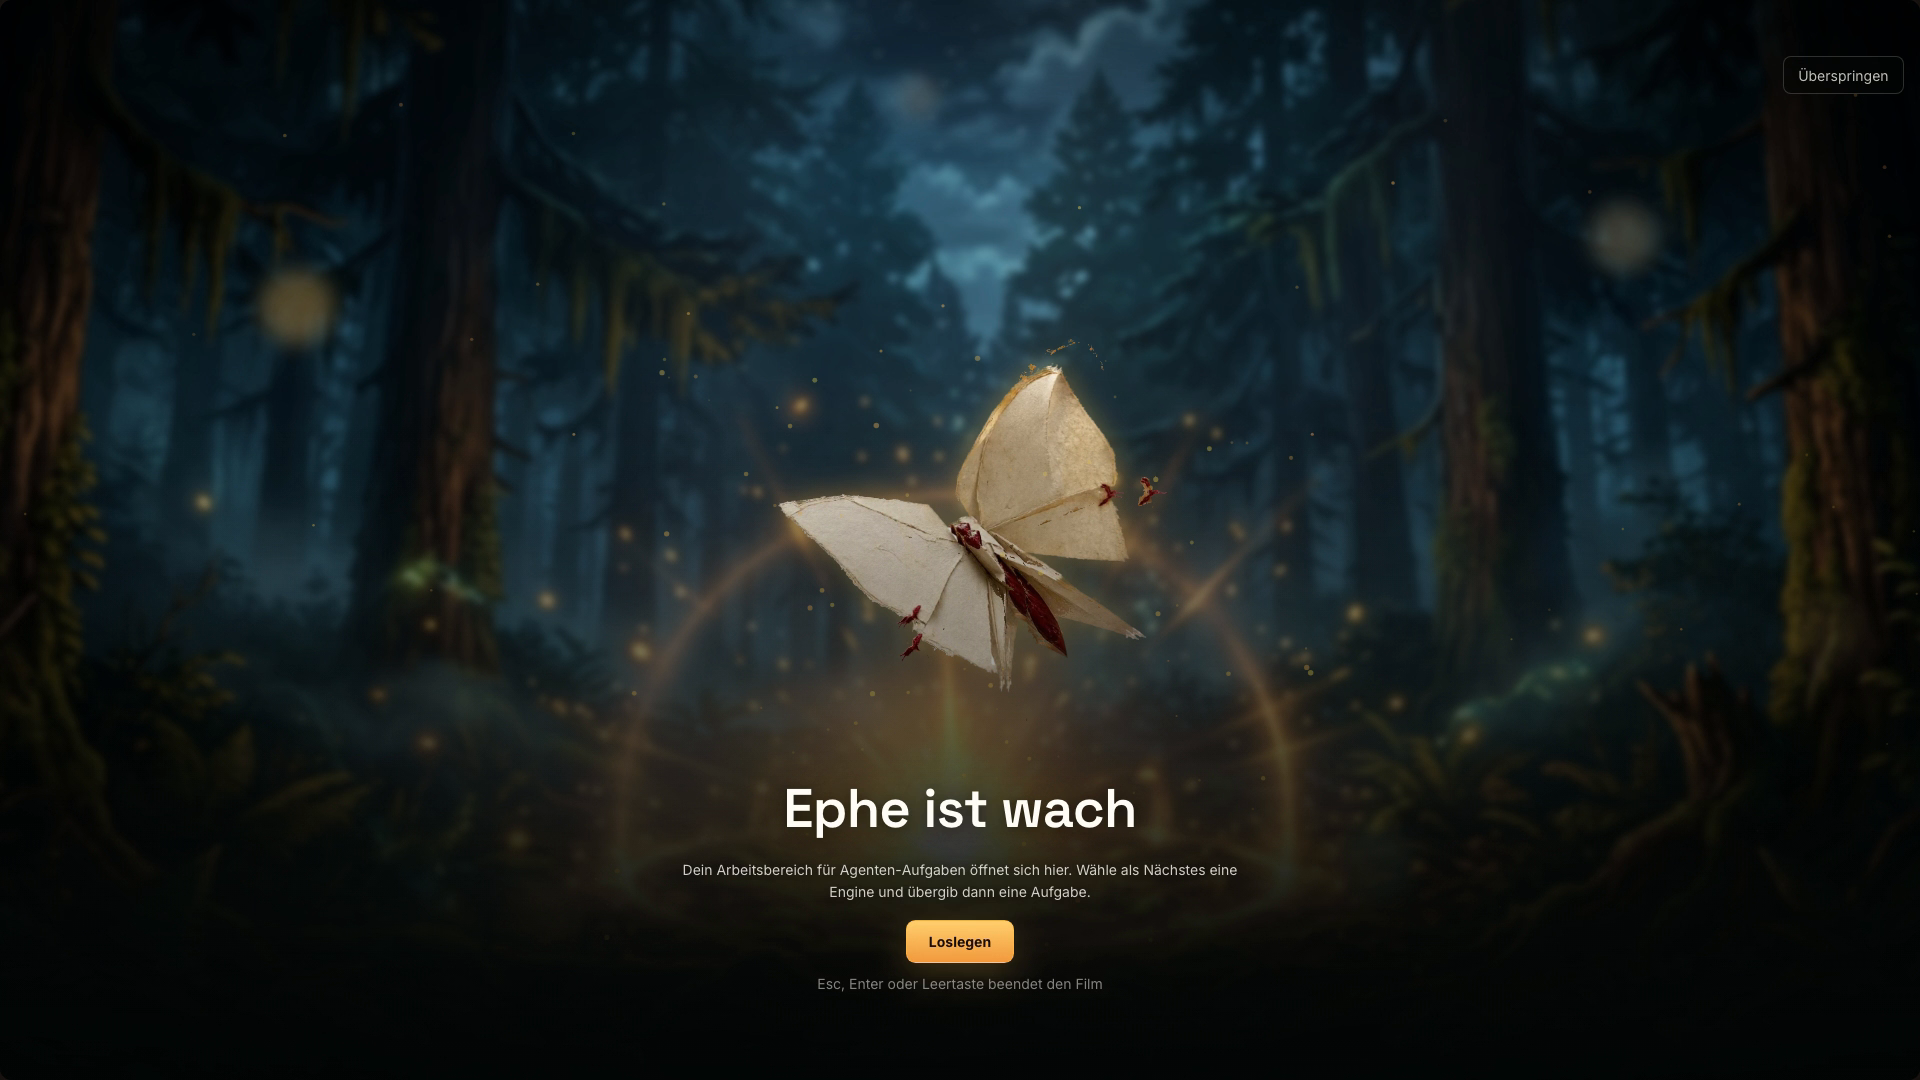 Überspringen
Ephe ist wach
Dein Arbeitsbereich für Agenten-Aufgaben öffnet sich hier. Wähle als Nächstes eine
Engine und übergib dann eine Aufgabe.
Loslegen
Esc, Enter oder Leertaste beendet den Film